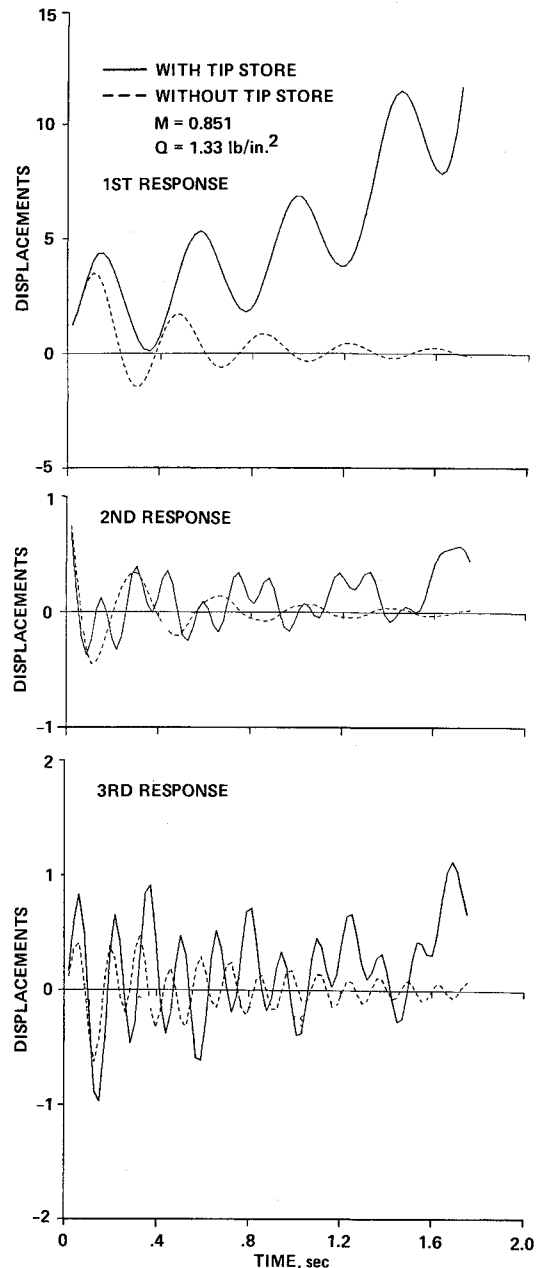 15
WITH TIP STORE
WITHOUT TIP STORE
M = 0.851
Q = 1.33 lb/in.2
1ST RESPONSE
10
5
0
-5
DISPLACEMENTS
1
2ND RESPONSE
0
-1
DISPLACEMENTS
2
3RD RESPONSE
1
0
-1
-2
DISPLACEMENTS
0 .4 .8 1.2 1.6 2.0
TIME, sec